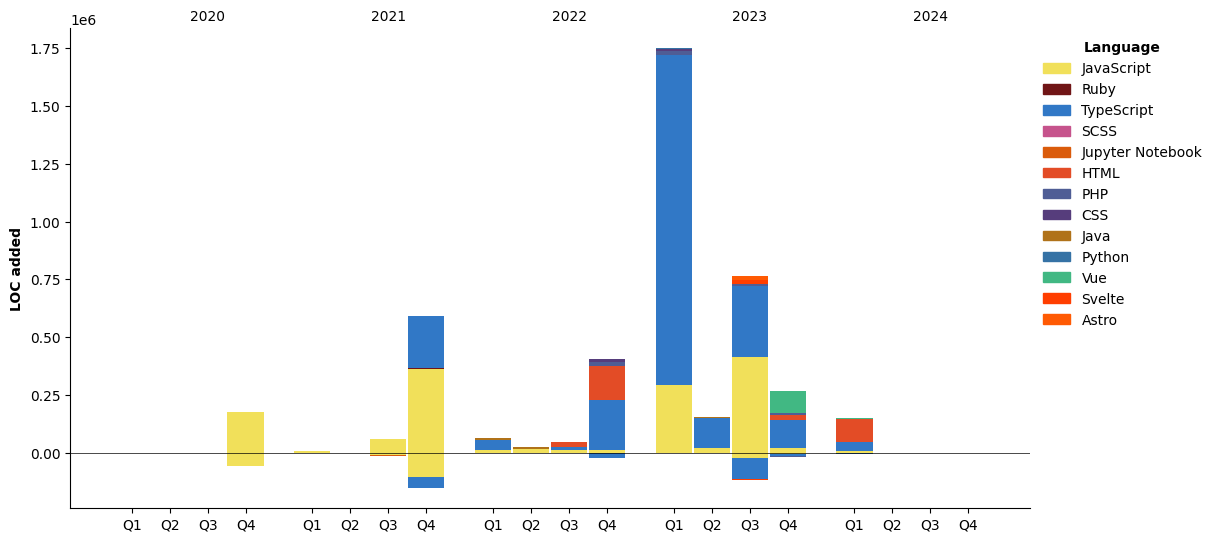 1e6
2020 2021 2022 2023 2024
1.75
1.50
1.25
1.00
0.75
0.50
0.25
0.00
LOC added
Q1 Q2 Q3 Q4 Q1 Q2 Q3 Q4 Q1 Q2 Q3 Q4 Q1 Q2 Q3 Q4 Q1 Q2 Q3 Q4
Language
JavaScript
Ruby
TypeScript
SCSS
Jupyter Notebook
HTML
PHP
CSS
Java
Python
Vue
Svelte
Astro